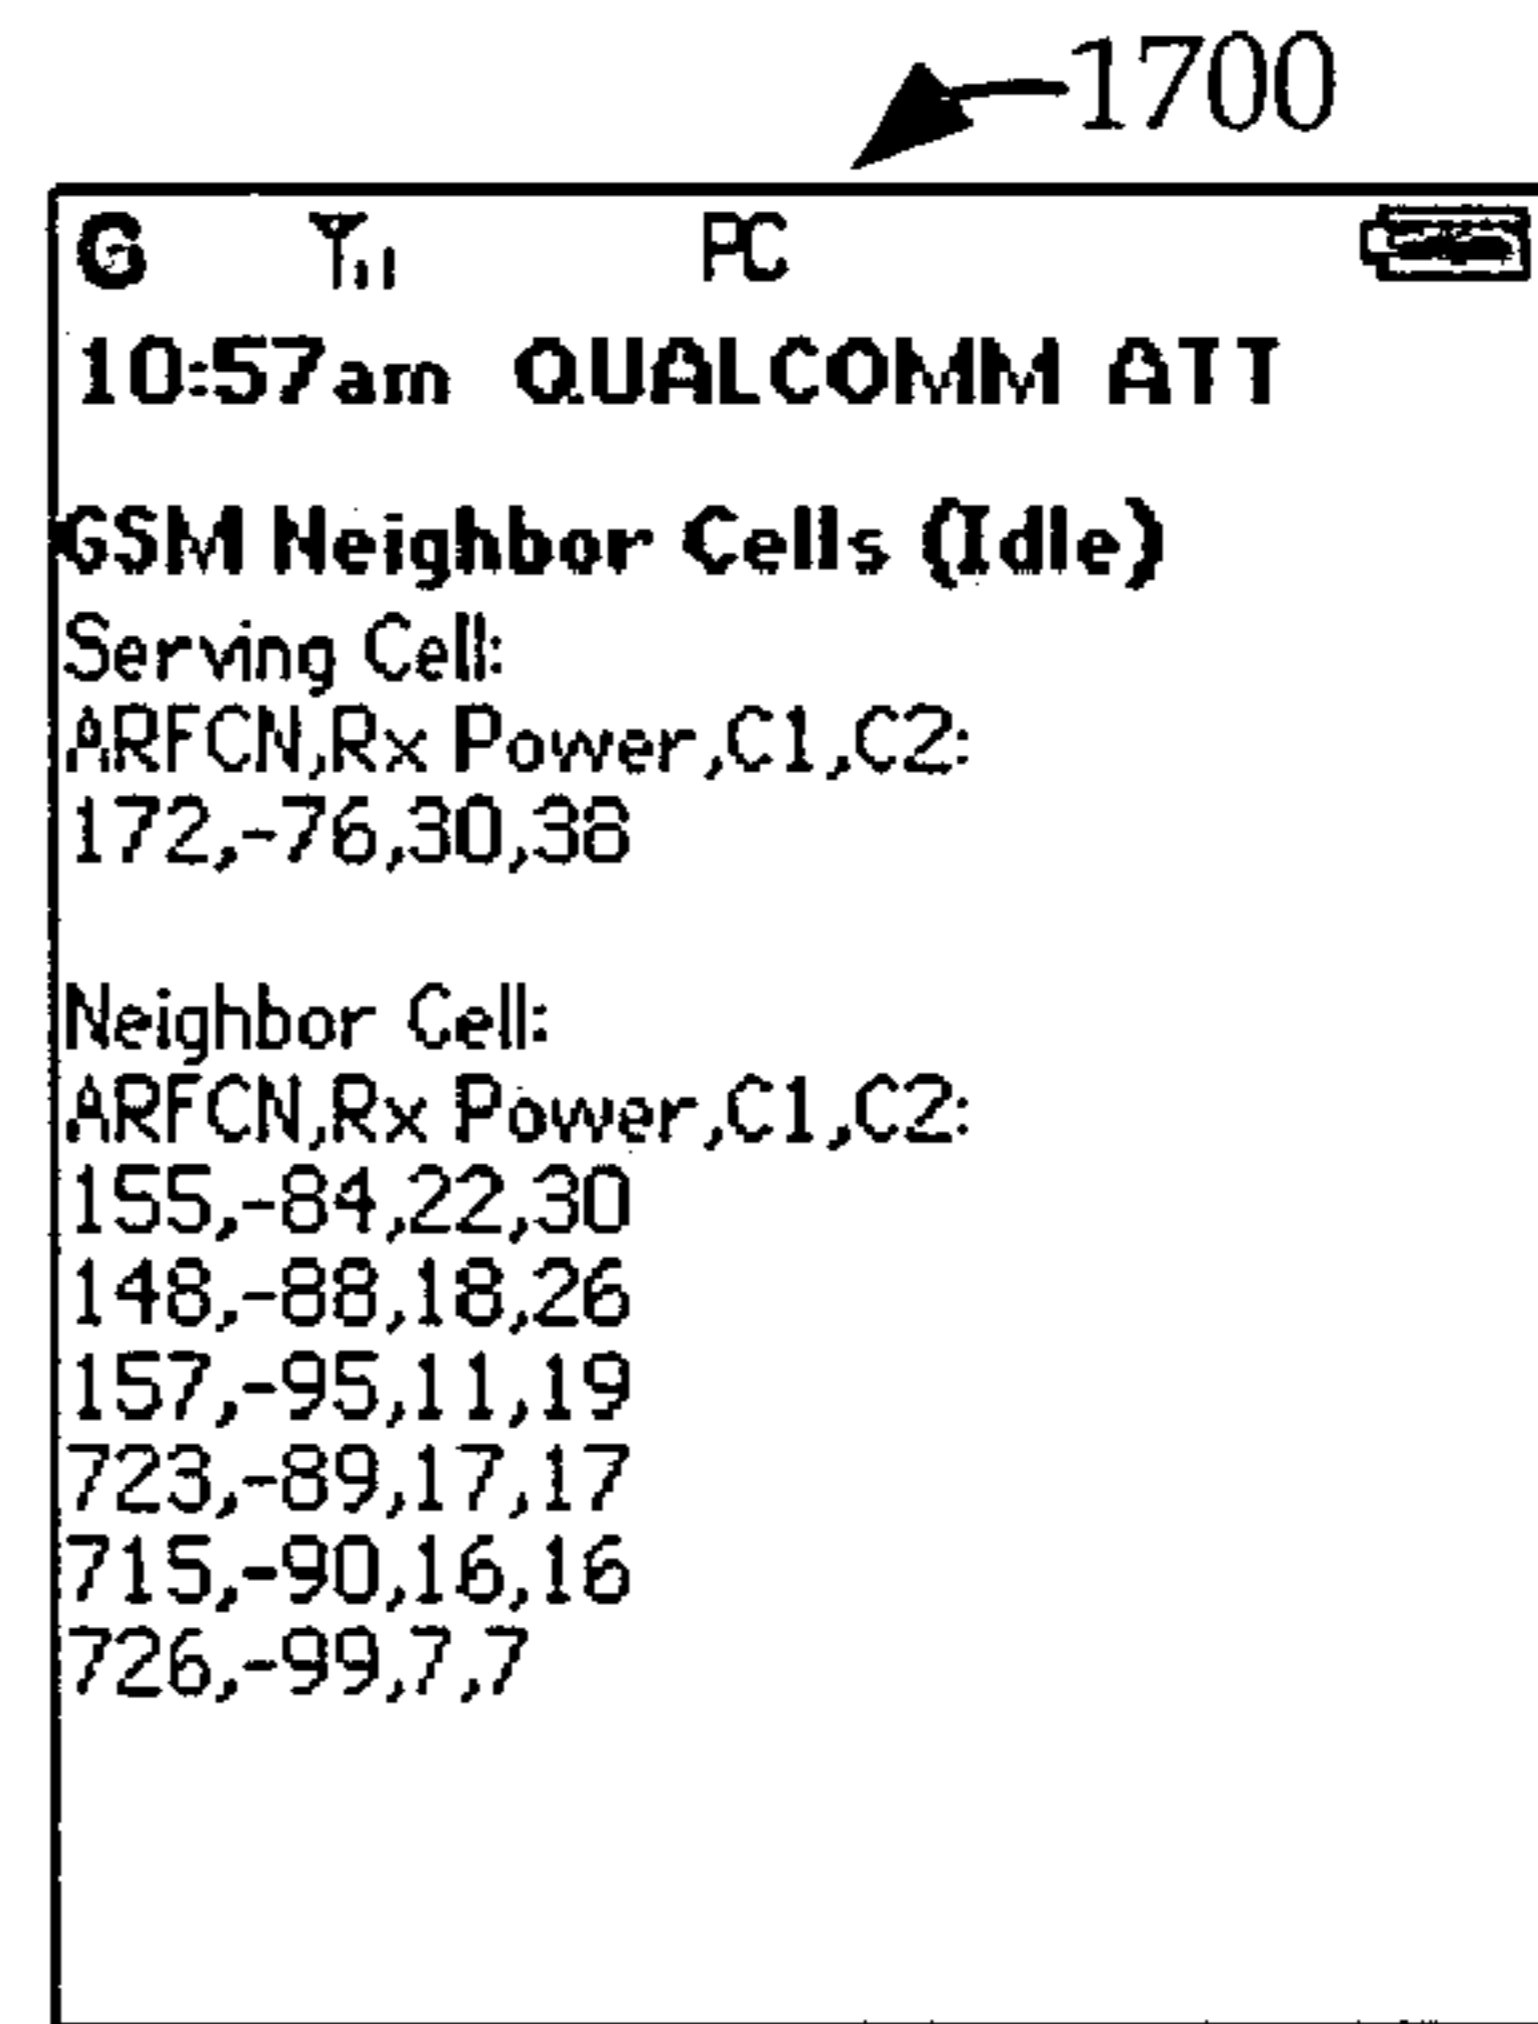 1700
G PC
10:57am QUALCOMM ATT
GSM Neighbor Cells (Idle)
Serving Cell:
ARFCN,Rx Power,C1,C2:
172,-76,30,38
Neighbor Cell:
ARFCN,Rx Power,C1,C2:
155,-84,22,30
148,-88,18,26
157,-95,11,19
723,-89,17,17
715,-90,16,16
726,-99,7,7